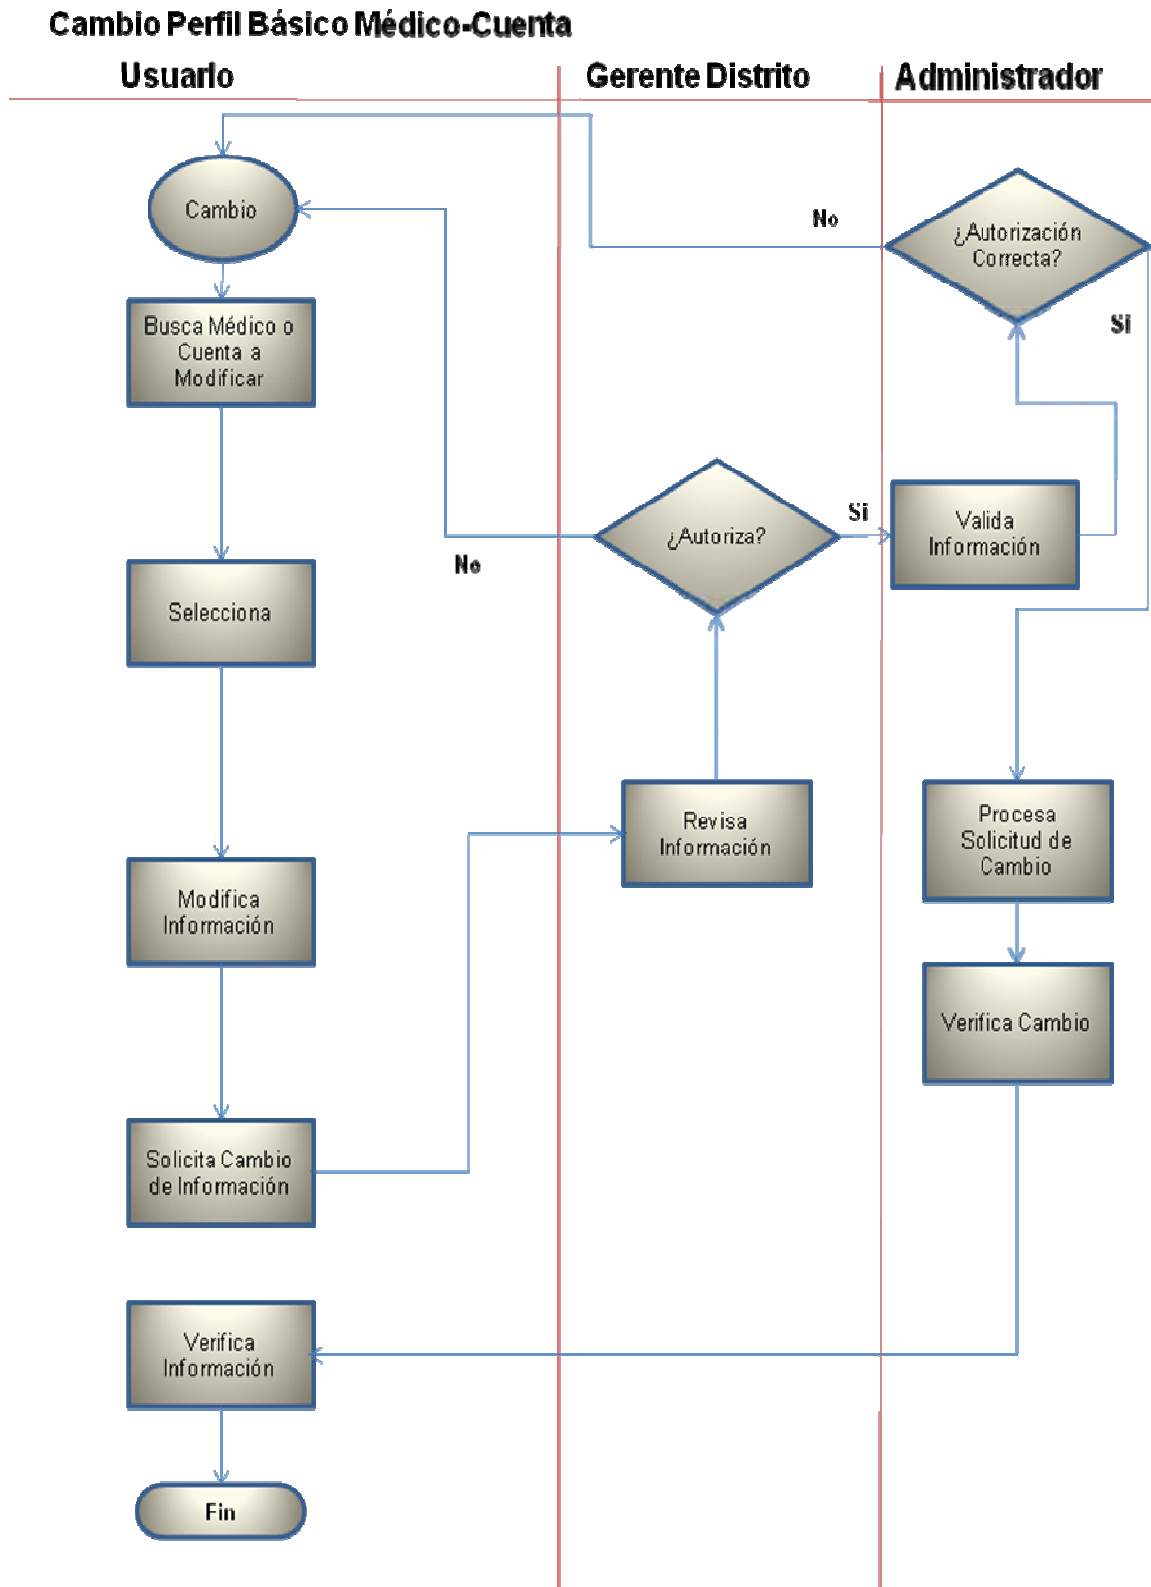 Cambio Perfil Básico Médico-Cuenta
Usuario
Gerente Distrito
Administrador
Cambio
No
¿Autorización
Correcta?
Si
Busca Médico o
Cuenta a
Modificar
¿Autoriza?
Si
No
Valida
Información
Selecciona
Revisa
Información
Procesa
Solicitud de
Cambio
Modifica
Información
Verifica Cambio
Solicita Cambio
de Información
Verifica
Información
Fin